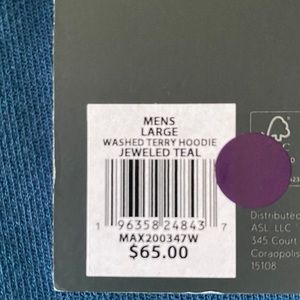 MENS
LARGE
WASHED TERRY HOODIE
JEWELED TEAL
1 96358 24843 7
MAX200347W
$65.00
Distributed
ASL, LLC
345 Court
Coraopolis
15108